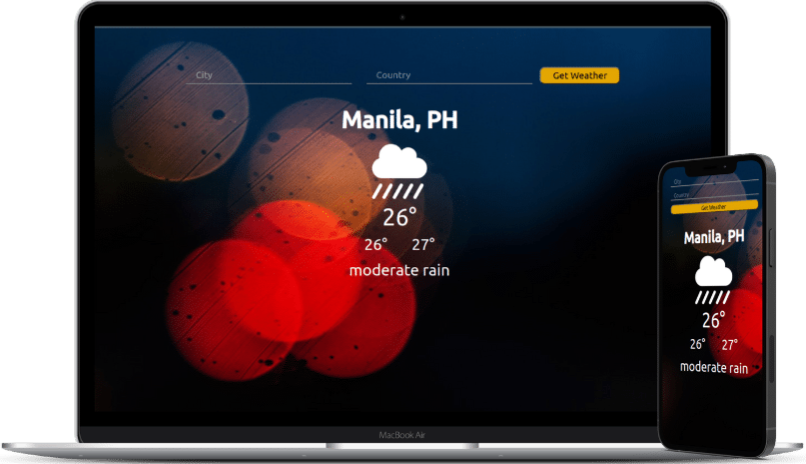 City Country Get Weather
Manila, PH
26°
26° 27°
moderate rain
MacBook Air
City
Country
Get Weather
Manila, PH
26°
26° 27°
moderate rain